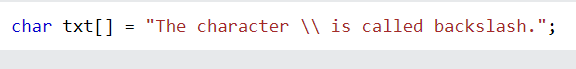 char txt[] = "The character \\ is called backslash.";